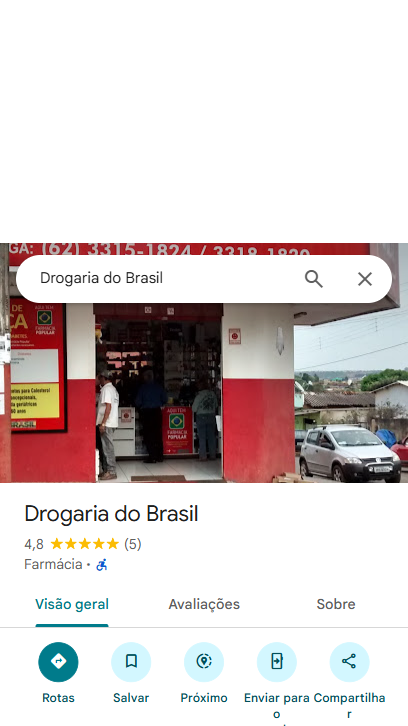 GA: (62) 3315-1824 / 3318-1820
Drogaria do Brasil
DE
AQUI TEM
FARMÁCIA
POPULAR
AQUI TEM
FARMÁCIA
POPULAR
Drogaria do Brasil
4,8 (5)
Farmácia ·
Visão geral
Avaliações
Sobre
Rotas
Salvar
Próximo
Enviar para o
Compartilhar